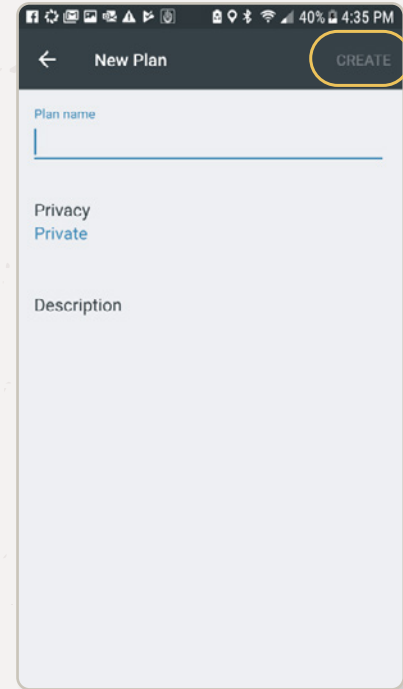 40% 4:35 PM
New Plan CREATE
Plan name
Privacy
Private
Description